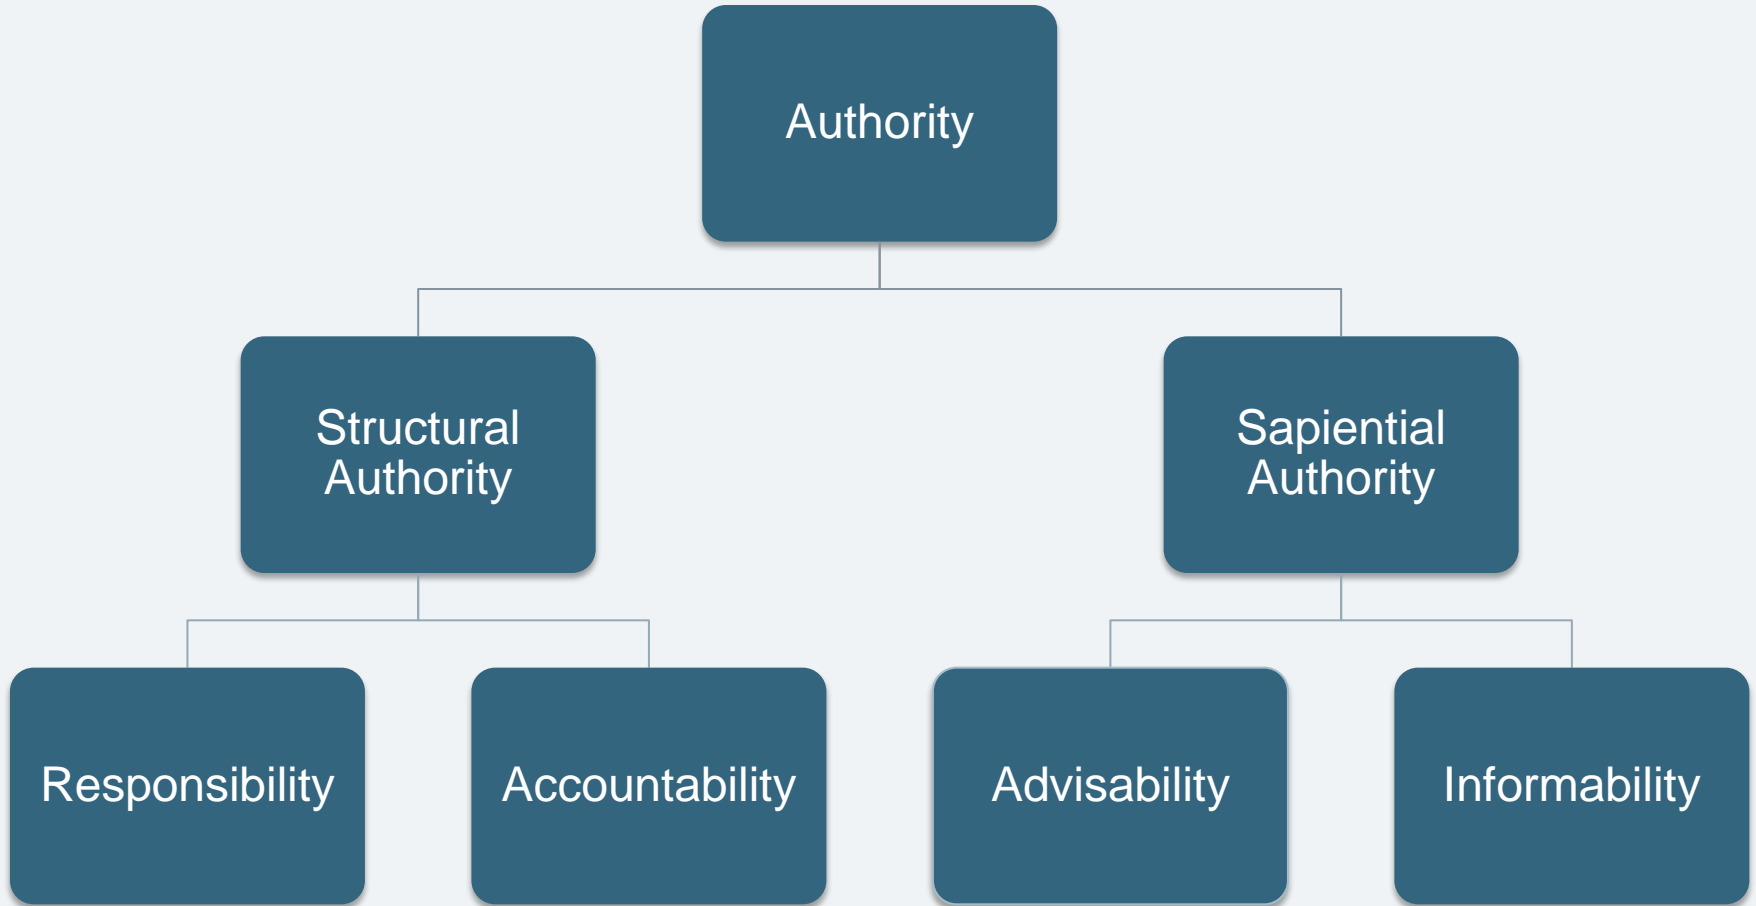 Authority
Structural
Authority
Sapiential
Authority
Responsibility
Accountability
Advisability
Informability